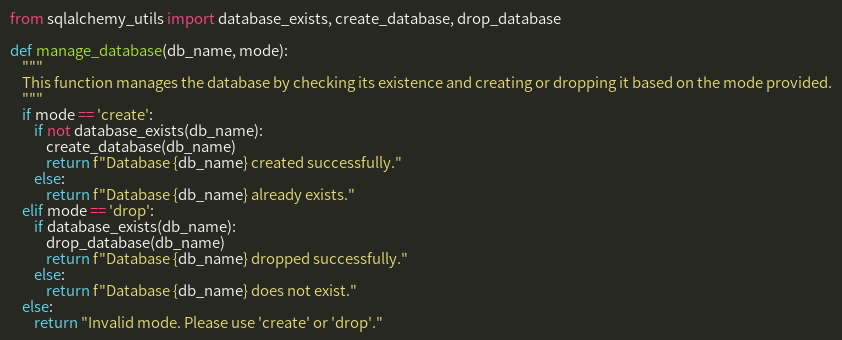 from sqlalchemy_utils import database_exists, create_database, drop_database

def manage_database(db_name, mode):
    """
    This function manages the database by checking its existence and creating or dropping it based on the mode provided.
    """
    if mode == 'create':
        if not database_exists(db_name):
            create_database(db_name)
            return f"Database {db_name} created successfully."
        else:
            return f"Database {db_name} already exists."
    elif mode == 'drop':
        if database_exists(db_name):
            drop_database(db_name)
            return f"Database {db_name} dropped successfully."
        else:
            return f"Database {db_name} does not exist."
    else:
        return "Invalid mode. Please use 'create' or 'drop'."